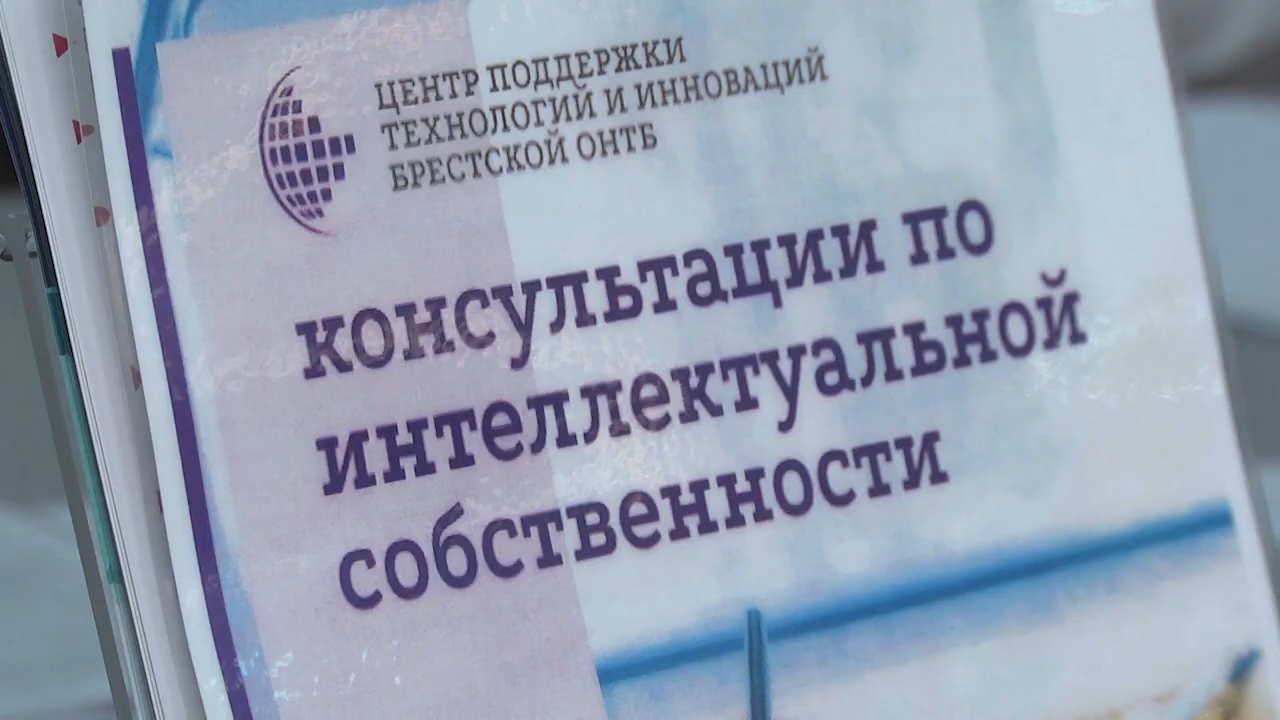 ЦЕНТР ПОДДЕРЖКИ
ТЕХНОЛОГИЙ И ИННОВАЦИЙ
БРЕСТСКОЙ ОНТБ
консультации по
интеллектуальной
собственности